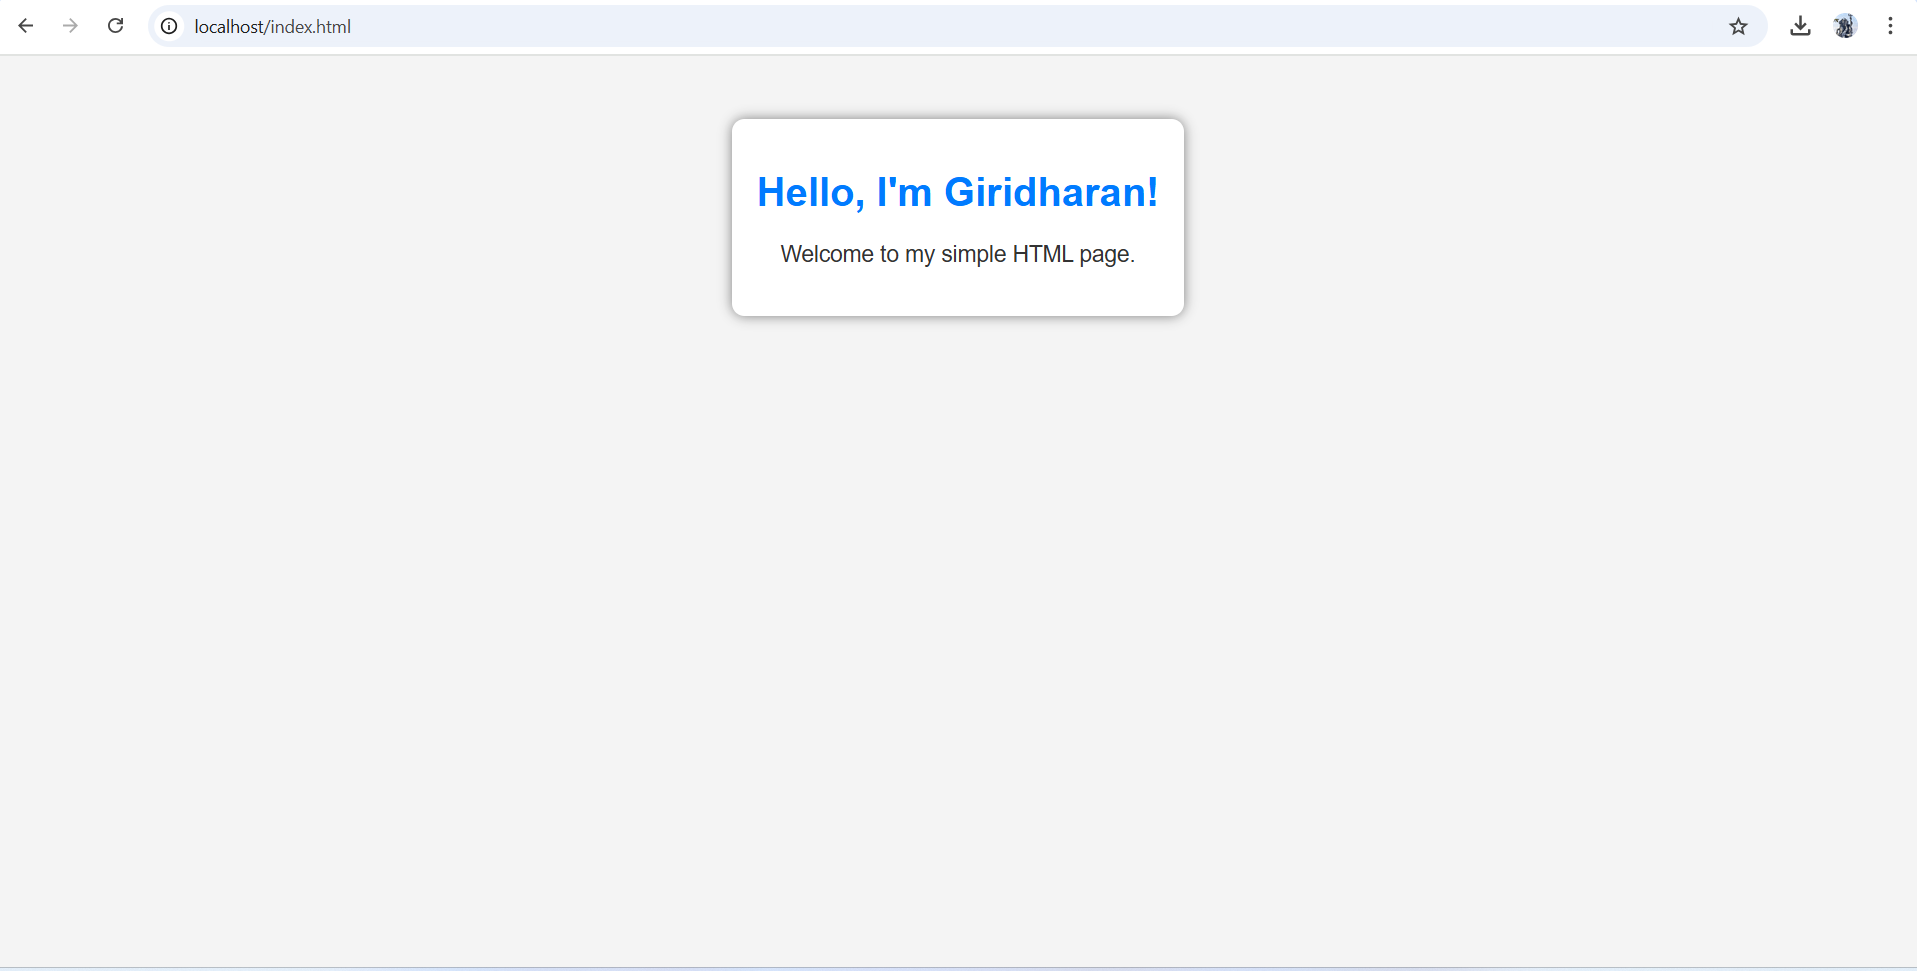 localhost/index.html
Hello, I'm Giridharan!
Welcome to my simple HTML page.